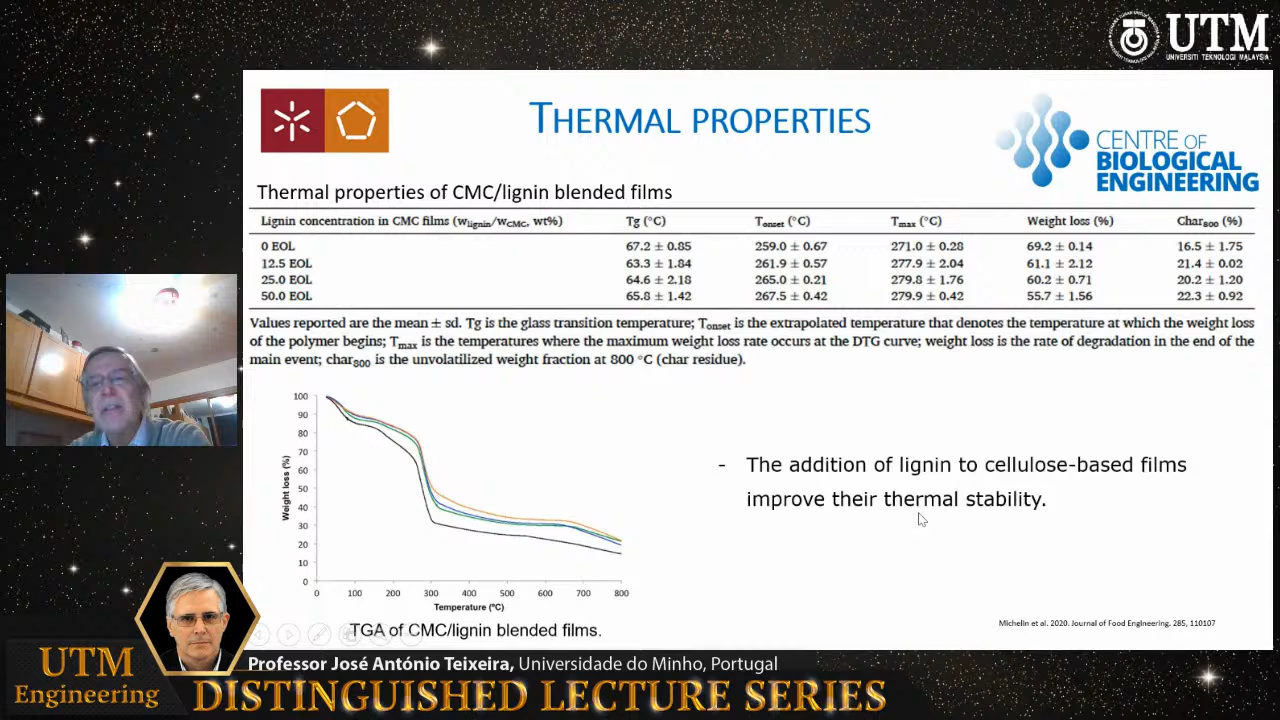 UTM
UNIVERSITI TEKNOLOGI MALAYSIA
THERMAL PROPERTIES
CENTRE OF
BIOLOGICAL
ENGINEERING
Thermal properties of CMC/lignin blended films
Lignin concentration in CMC films (wlignin/wCMC, wt%) Tg (°C) Tonset (°C) Tmax (°C) Weight loss (%) Char800 (%)
0 EOL 67.2 ± 0.85 259.0 ± 0.67 271.0 ± 0.28 69.2 ± 0.14 16.5 ± 1.75
12.5 EOL 63.3 ± 1.84 261.9 ± 0.57 277.9 ± 2.04 61.1 ± 2.12 21.4 ± 0.02
25.0 EOL 64.6 ± 2.18 265.0 ± 0.21 279.8 ± 1.76 60.2 ± 0.71 20.2 ± 1.20
50.0 EOL 65.8 ± 1.42 267.5 ± 0.42 279.9 ± 0.42 55.7 ± 1.56 22.3 ± 0.92
Values reported are the mean ± sd. Tg is the glass transition temperature; Tonset is the extrapolated temperature that denotes the temperature at which the weight loss
of the polymer begins; Tmax is the temperatures where the maximum weight loss rate occurs at the DTG curve; weight loss is the rate of degradation in the end of the
main event; char800 is the unvolatilized weight fraction at 800 °C (char residue).
100
90
80
70
60
50
40
30
20
10
0
Weight loss (%)
0 100 200 300 400 500 600 700 800
Temperature (ºC)
TGA of CMC/lignin blended films.
- The addition of lignin to cellulose-based films
improve their thermal stability.
Michelin et al. 2020. Journal of Food Engineering. 285, 110107
UTM
Engineering
Professor José António Teixeira, Universidade do Minho, Portugal
DISTINGUISHED LECTURE SERIES